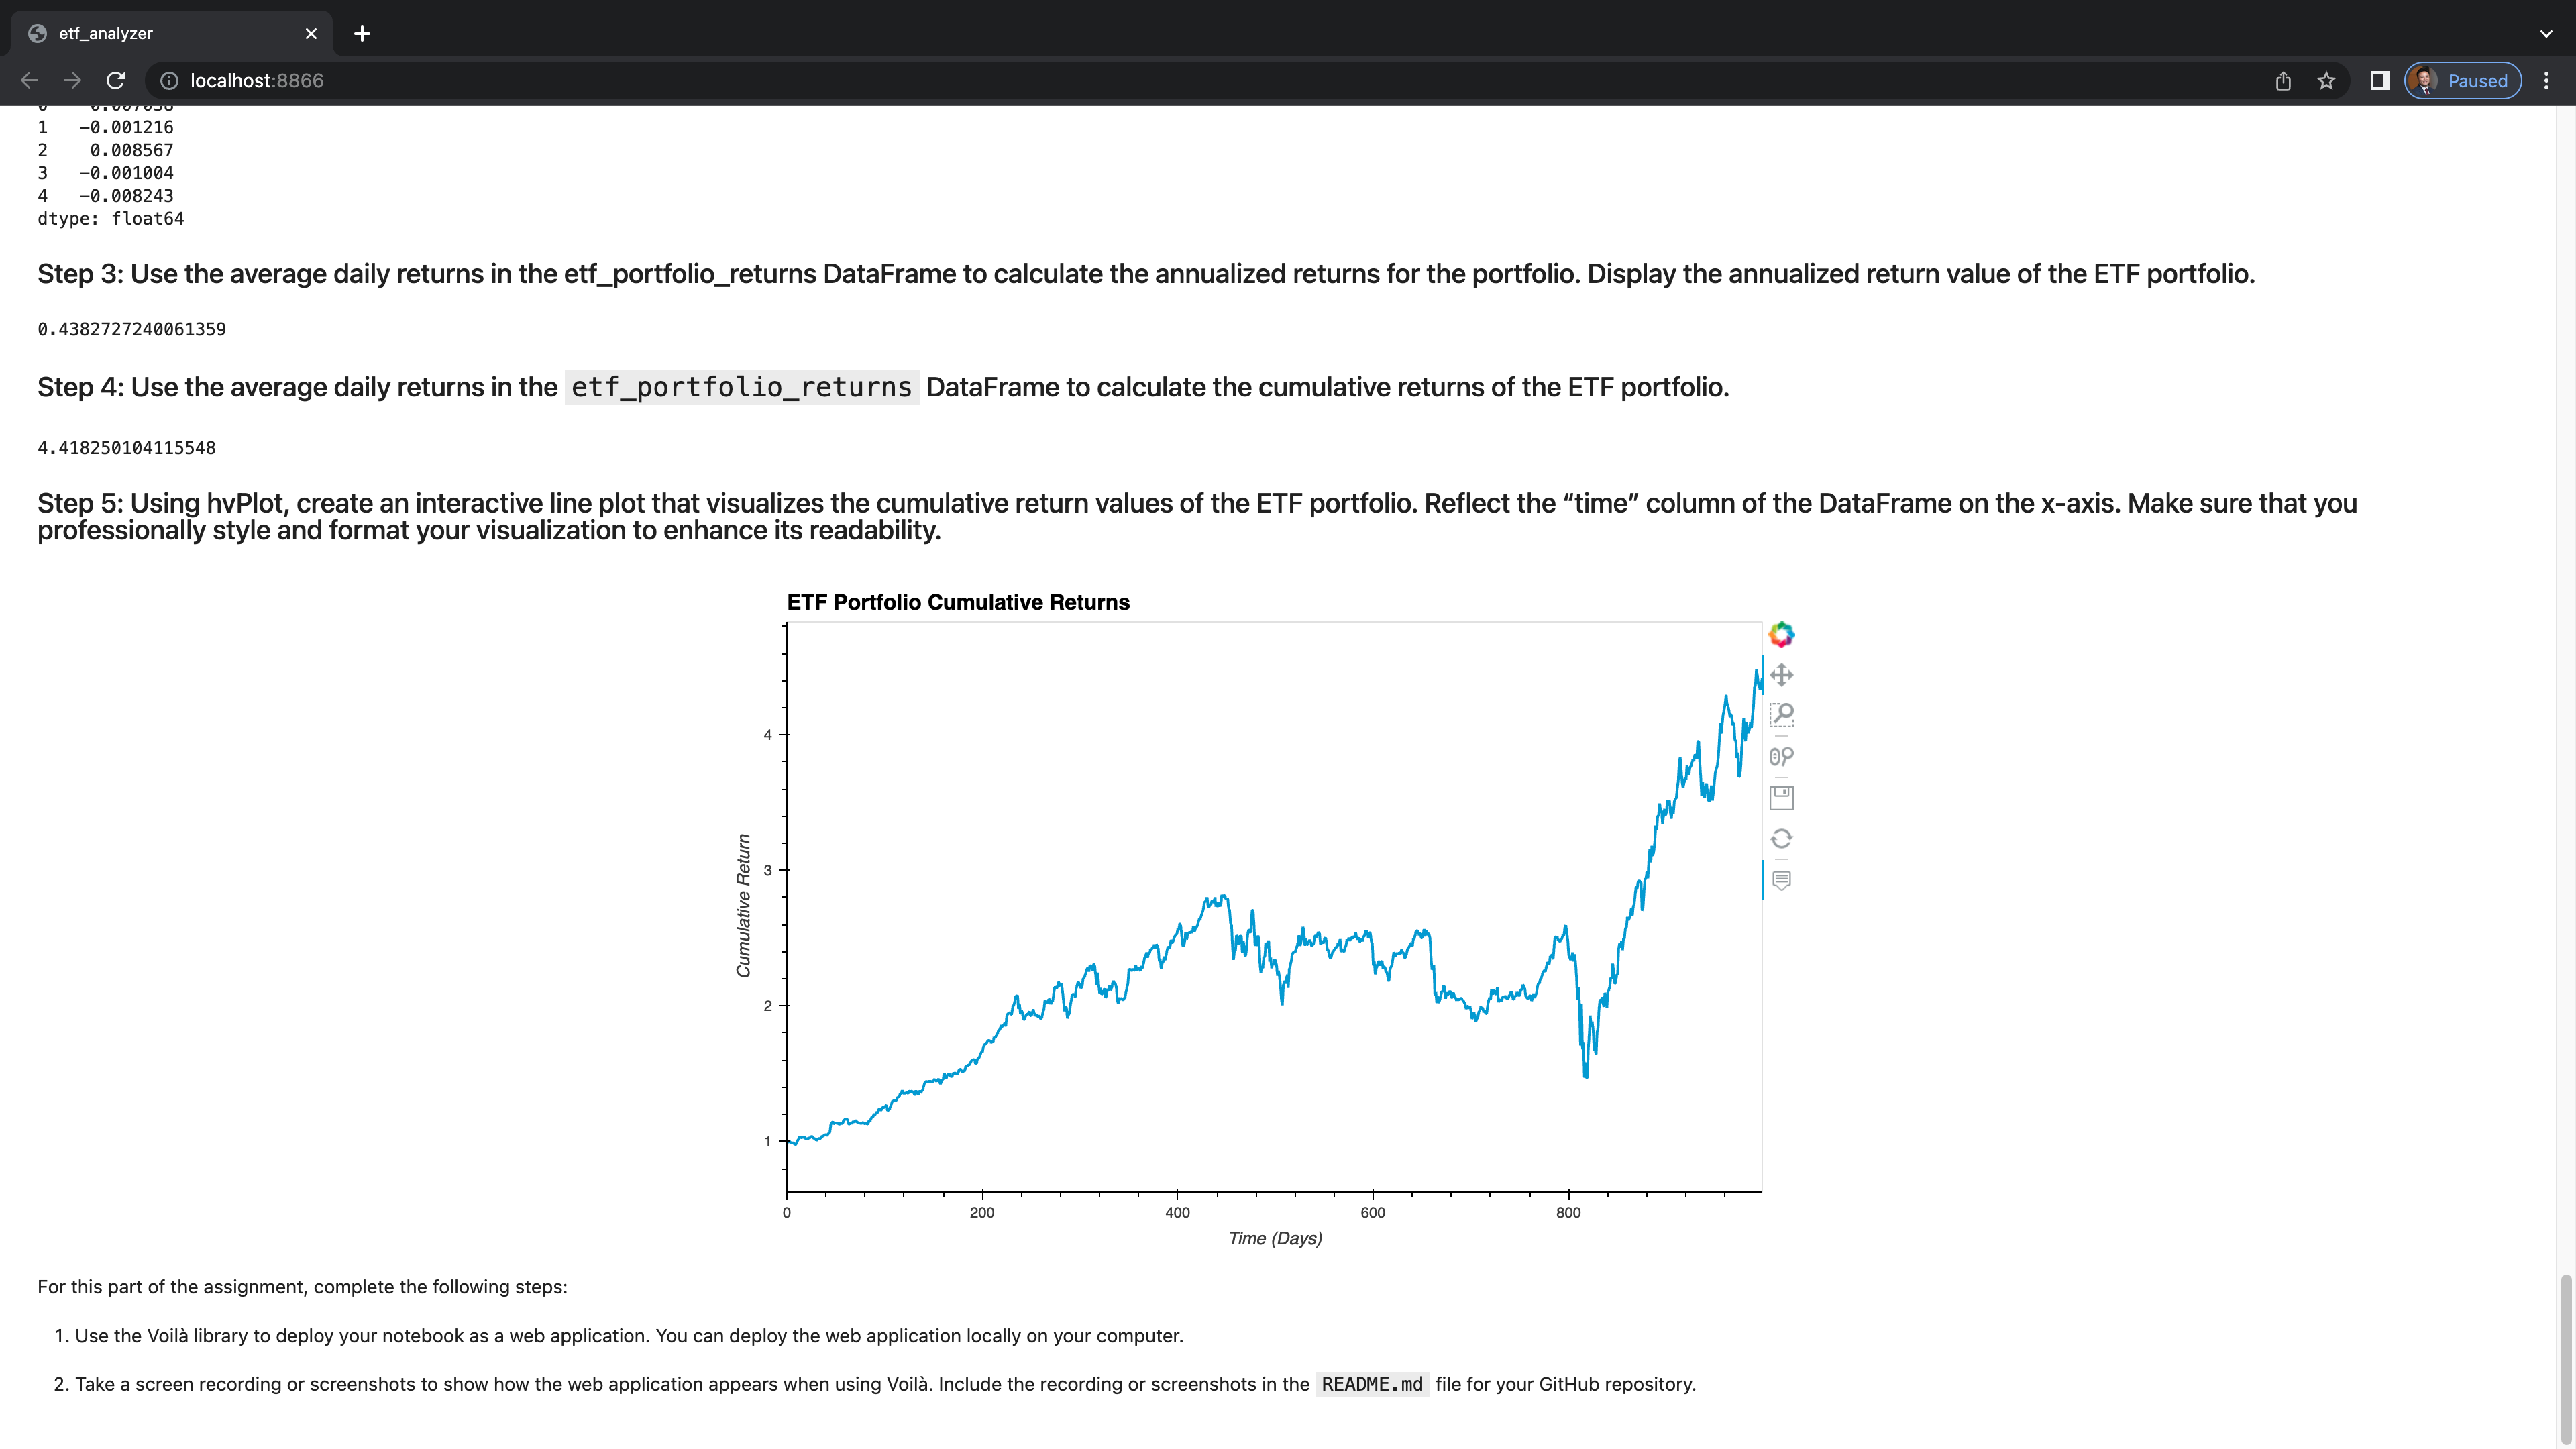 etf_analyzer
localhost:8866
Paused
1 -0.001216
2 0.008567
3 -0.001004
4 -0.008243
dtype: float64
Step 3: Use the average daily returns in the etf_portfolio_returns DataFrame to calculate the annualized returns for the portfolio. Display the annualized return value of the ETF portfolio.
0.4382727240061359
Step 4: Use the average daily returns in the etf_portfolio_returns DataFrame to calculate the cumulative returns of the ETF portfolio.
4.418250104115548
Step 5: Using hvPlot, create an interactive line plot that visualizes the cumulative return values of the ETF portfolio. Reflect the “time” column of the DataFrame on the x-axis. Make sure that you
professionally style and format your visualization to enhance its readability.
ETF Portfolio Cumulative Returns
4
3
2
1
Cumulative Return
0 200 400 600 800
Time (Days)
For this part of the assignment, complete the following steps:
1. Use the Voilà library to deploy your notebook as a web application. You can deploy the web application locally on your computer.
2. Take a screen recording or screenshots to show how the web application appears when using Voilà. Include the recording or screenshots in the README.md file for your GitHub repository.